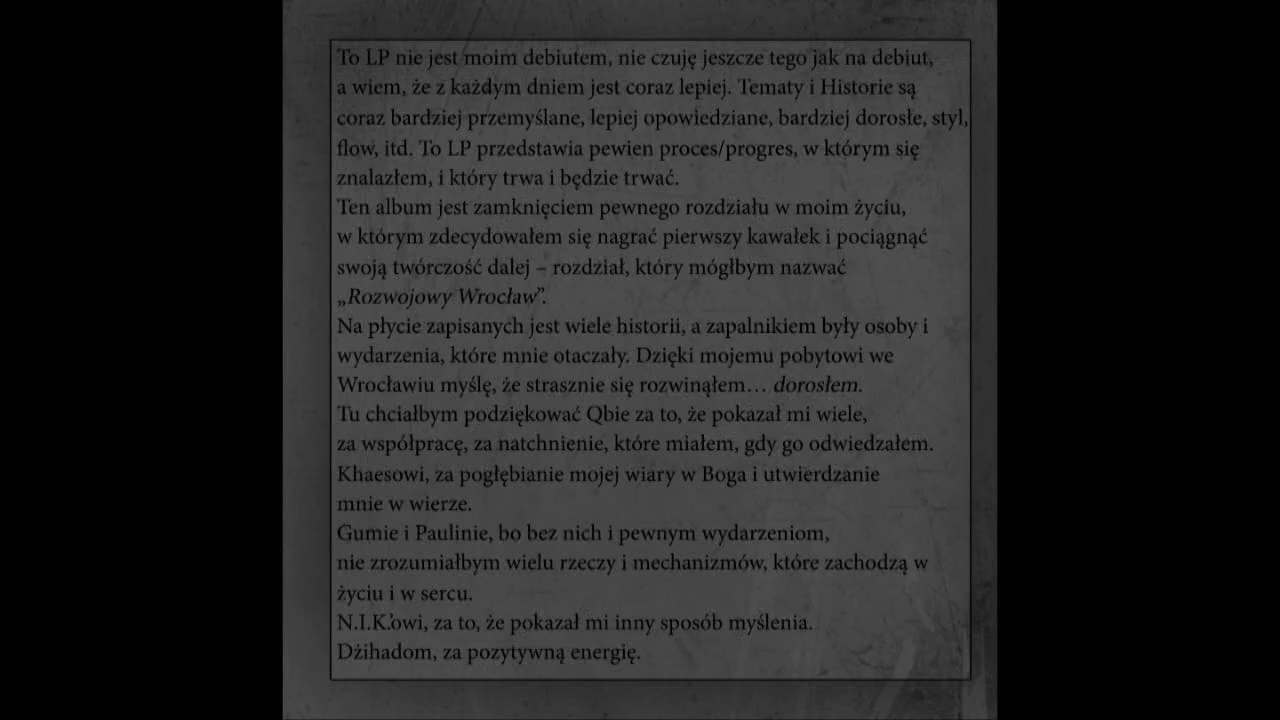 To LP nie jest moim debiutem, nie czuję jeszcze tego jak na debiut,
a wiem, że z każdym dniem jest coraz lepiej. Tematy i Historie są
coraz bardziej przemyślane, lepiej opowiedziane, bardziej dorosłe, styl,
flow, itd. To LP przedstawia pewien proces/progres, w którym się
znalazłem, i który trwa i będzie trwać.
Ten album jest zamknięciem pewnego rozdziału w moim życiu,
w którym zdecydowałem się nagrać pierwszy kawałek i pociągnąć
swoją twórczość dalej – rozdział, który mógłbym nazwać
„Rozwojowy Wrocław”.
Na płycie zapisanych jest wiele historii, a zapalnikiem były osoby i
wydarzenia, które mnie otaczały. Dzięki mojemu pobytowi we
Wrocławiu myślę, że strasznie się rozwinąłem… dorosłem.
Tu chciałbym podziękować Qbie za to, że pokazał mi wiele,
za współpracę, za natchnienie, które miałem, gdy go odwiedzałem.
Khaesowi, za pogłębianie mojej wiary w Boga i utwierdzanie
mnie w wierze.
Gumie i Paulinie, bo bez nich i pewnym wydarzeniom,
nie zrozumiałbym wielu rzeczy i mechanizmów, które zachodzą w
życiu i w sercu.
N.I.K.'owi, za to, że pokazał mi inny sposób myślenia.
Dżihadom, za pozytywną energię.